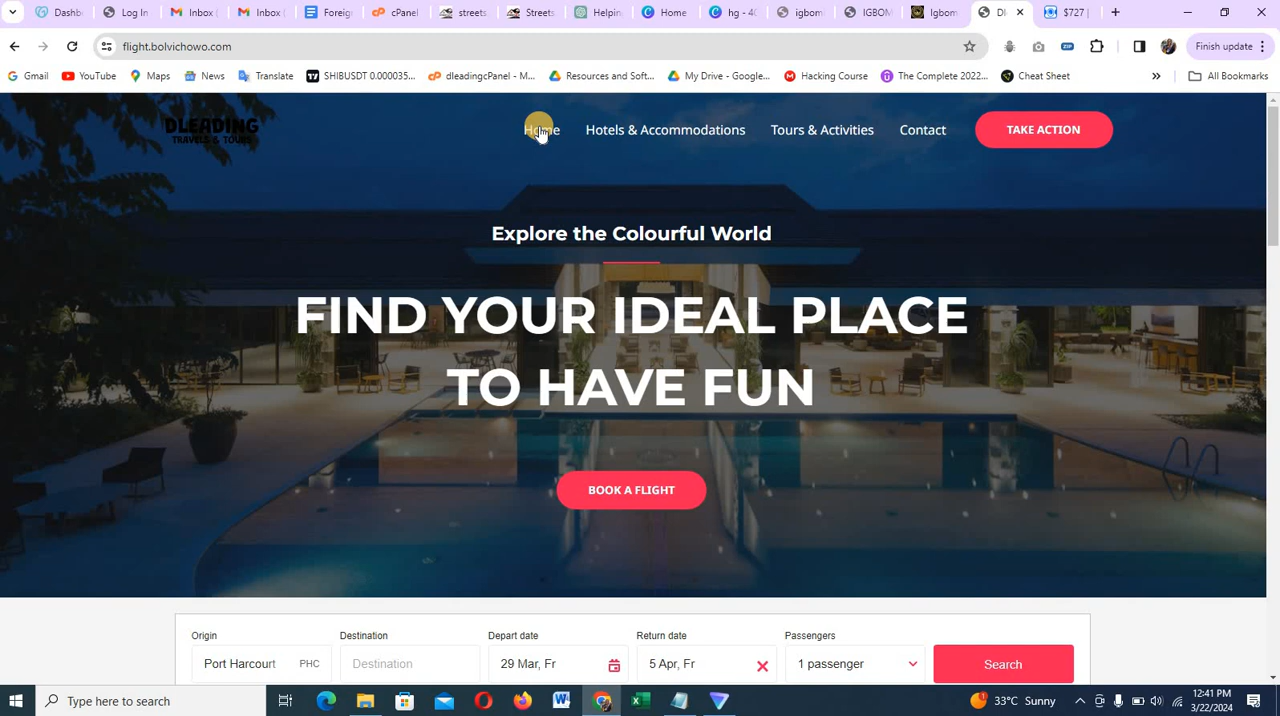 Dashb
Log In
Inbox (
Inbox (
Foreig
cPanel
streets
Streets
Helpin
Home
ng - 40
igbom
IGBOM
Igbom
$727 |
flight.bolvichowo.com
Finish update
Gmail
YouTube
Maps
News
Translate
SHIBUSDT 0.000035...
dleadingcPanel - M...
Resources and Soft...
My Drive - Google...
Hacking Course
The Complete 2022...
Cheat Sheet
All Bookmarks
DLEADING
TRAVELS & TOURS
Home
Hotels & Accommodations
Tours & Activities
Contact
TAKE ACTION
Explore the Colourful World
FIND YOUR IDEAL PLACE
TO HAVE FUN
BOOK A FLIGHT
Origin
Destination
Depart date
Return date
Passengers
Port Harcourt PHC
Destination
29 Mar, Fr
5 Apr, Fr
1 passenger
Search
Type here to search
33°C Sunny
12:41 PM
3/22/2024